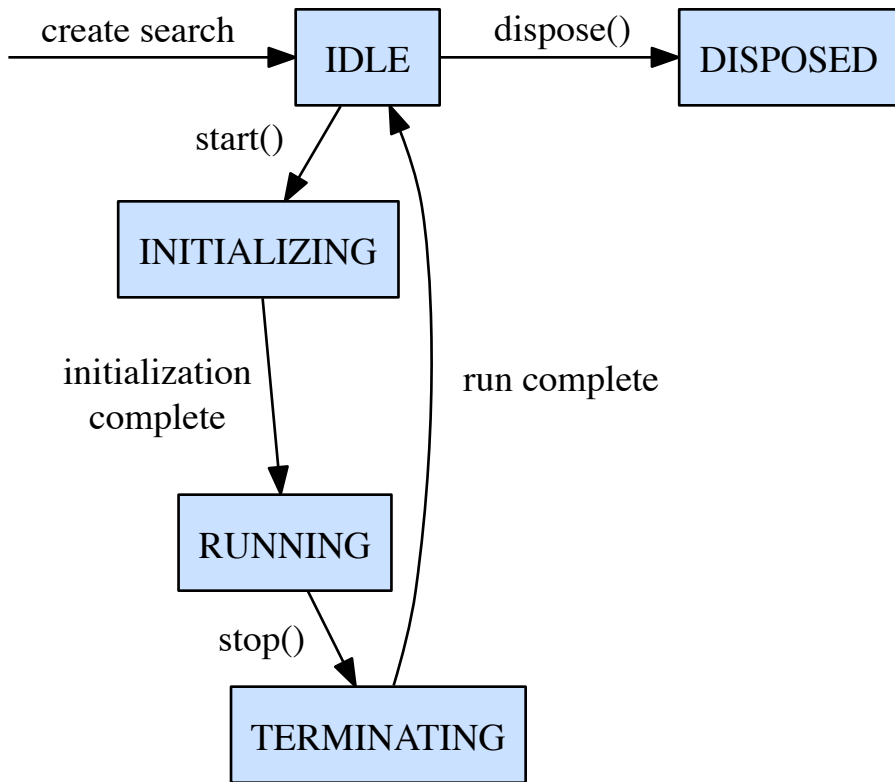 create search
IDLE
dispose()
DISPOSED
start()
INITIALIZING
initialization
complete
run complete
RUNNING
stop()
TERMINATING